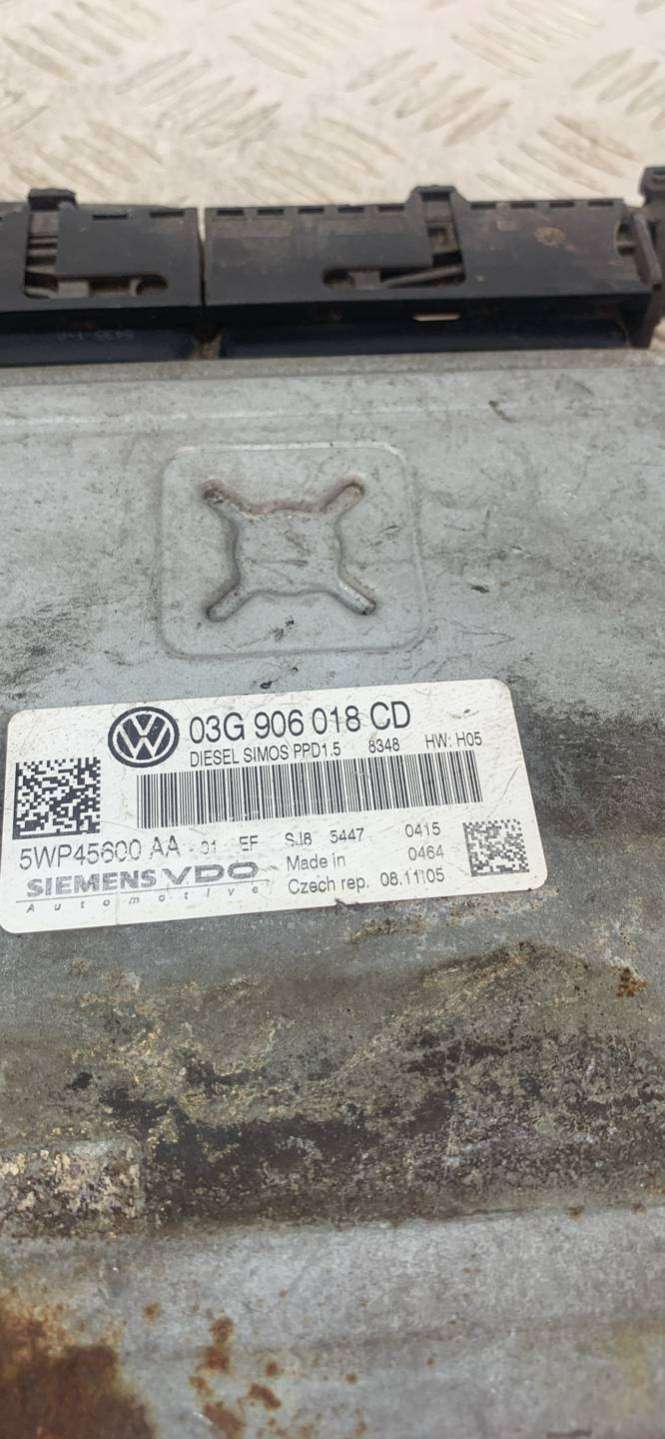 03G 906 018 CD
DIESEL SIMOS PPD1.5 8348 HW: H05
5WP45600 AA - 01 EF SJ8 5447 0415
SIEMENS VDO Made in 0464
Automotive Czech rep. 08.11.05